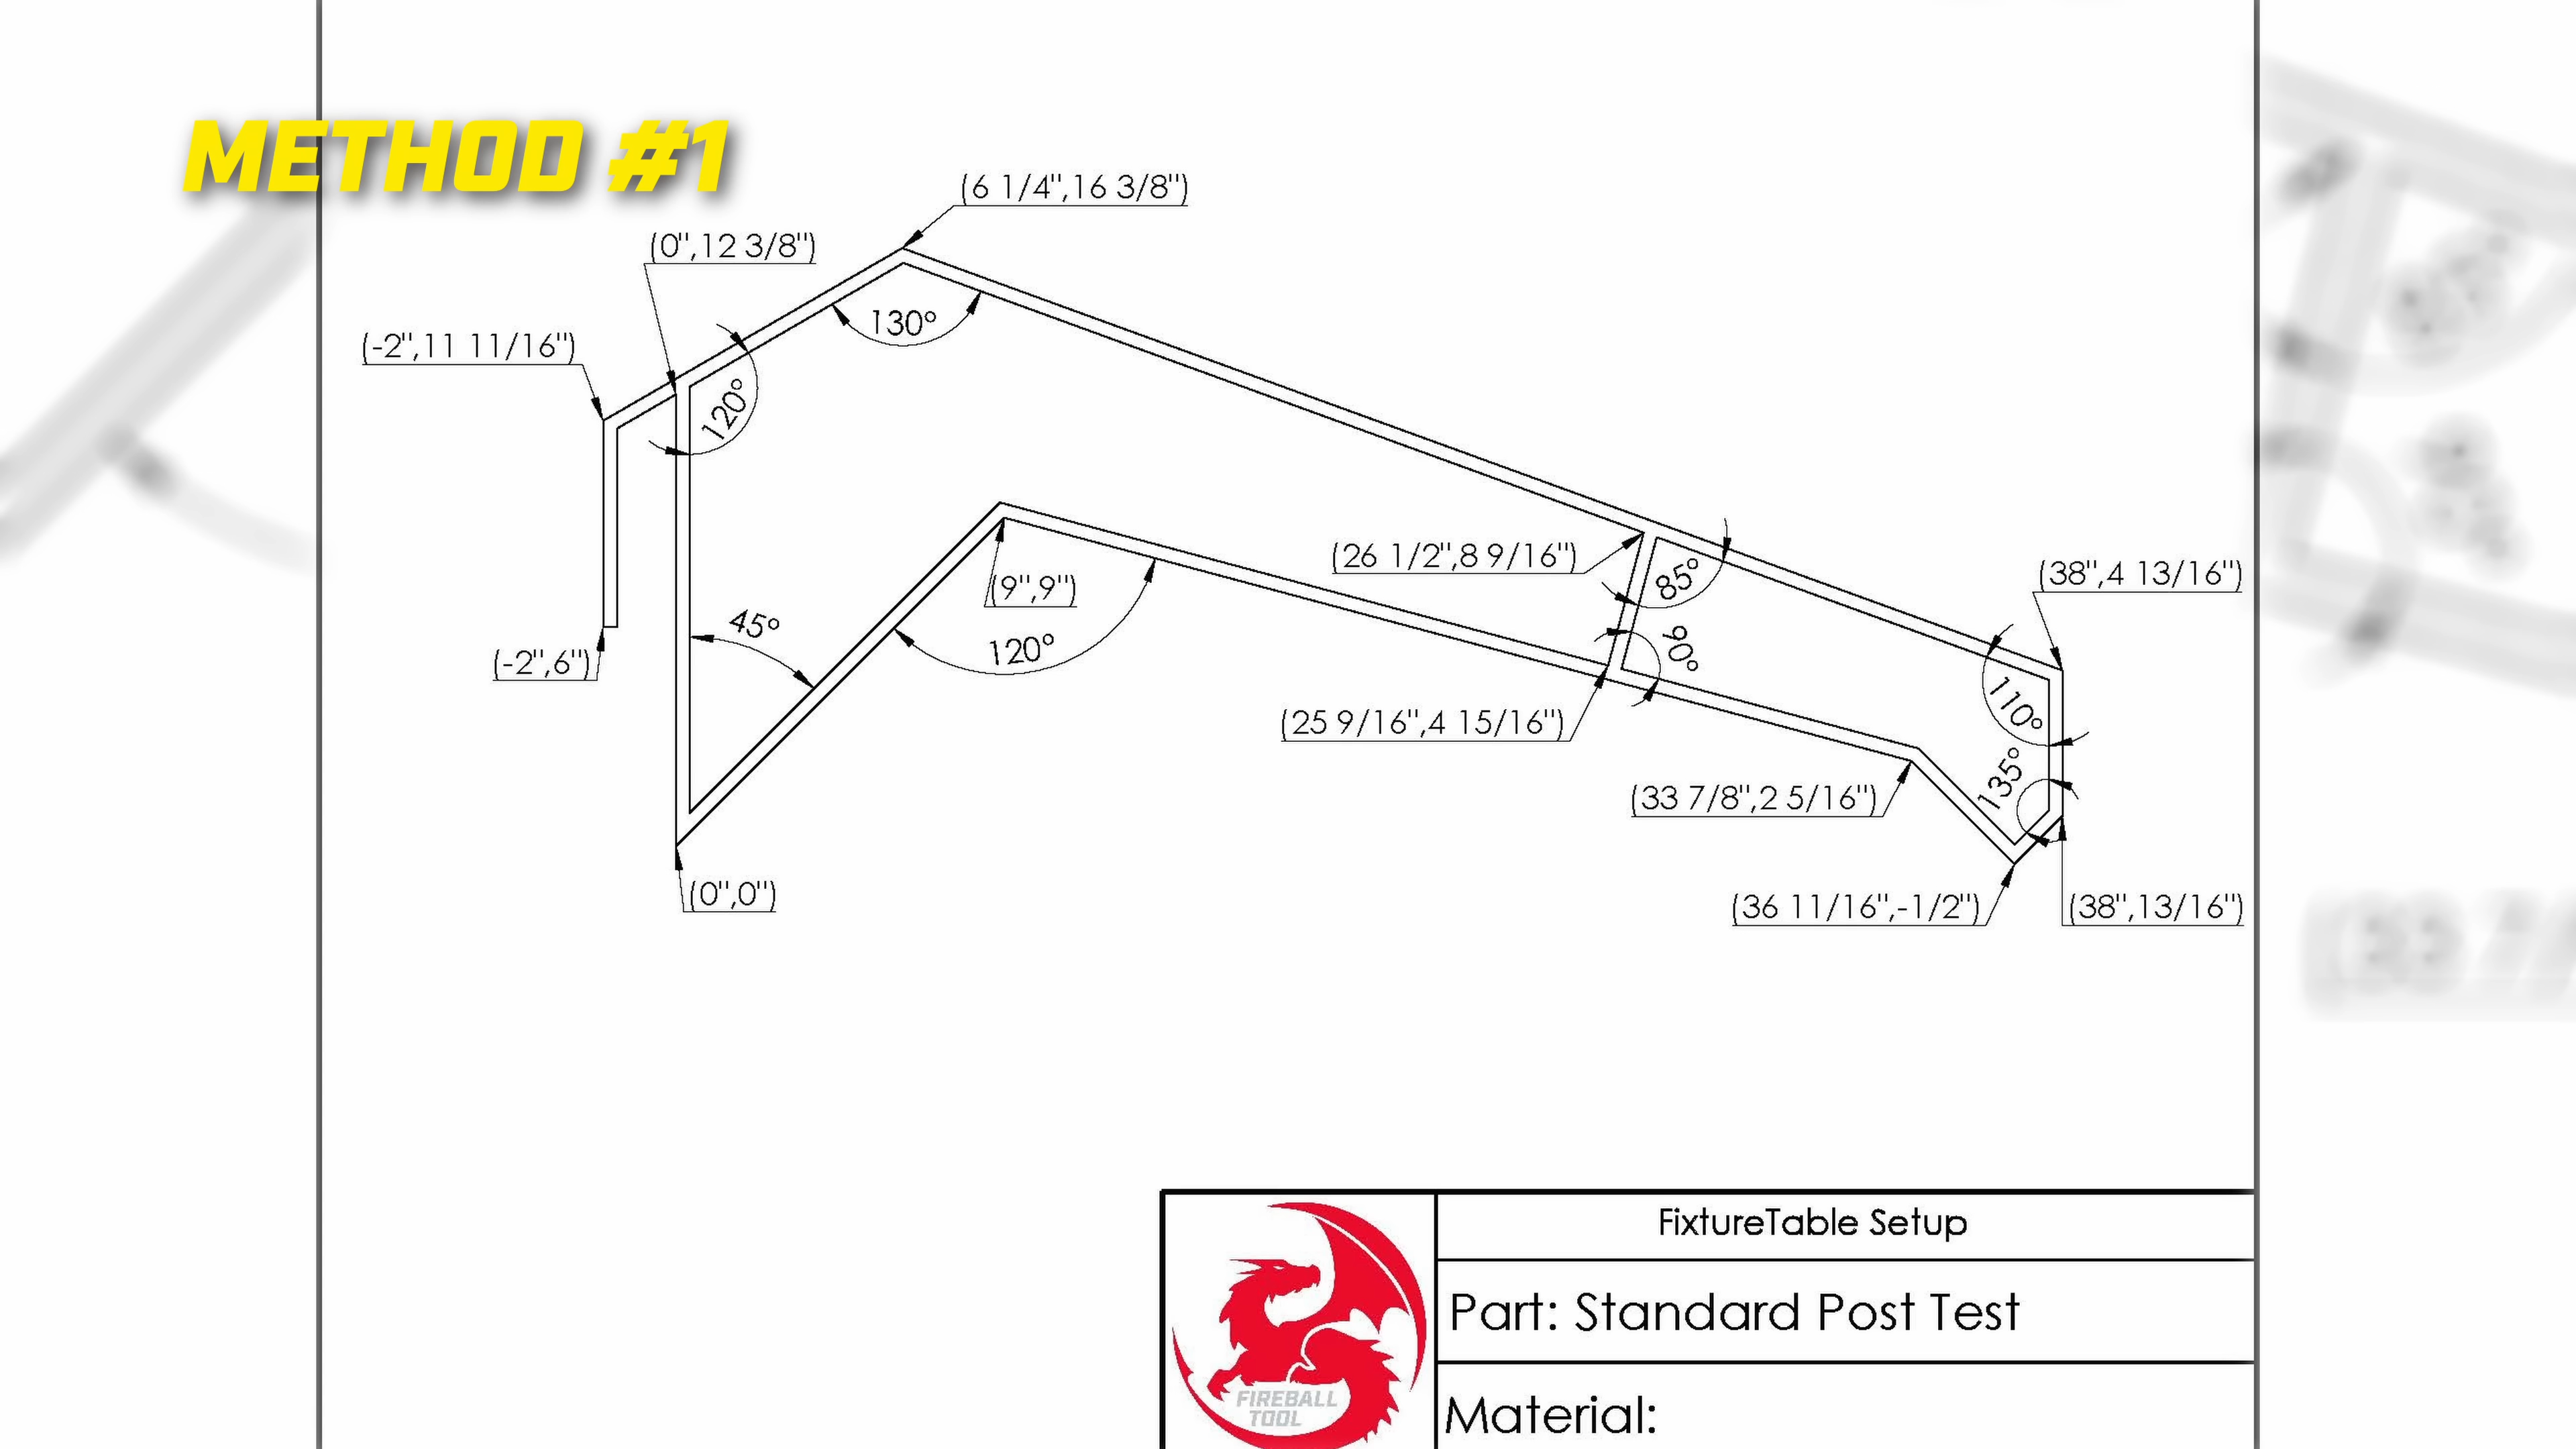 METHOD #1
(6 1/4",16 3/8")
(0",12 3/8")
130°
(-2",11 11/16")
120°
(26 1/2",8 9/16")
85°
(38",4 13/16")
(9",9")
45°
120°
90°
(-2",6")
110°
(25 9/16",4 15/16")
135°
(33 7/8",2 5/16")
(0",0")
(36 11/16",-1/2")
(38",13/16")
FixtureTable Setup
Part: Standard Post Test
FIREBALL
TOOL
Material: